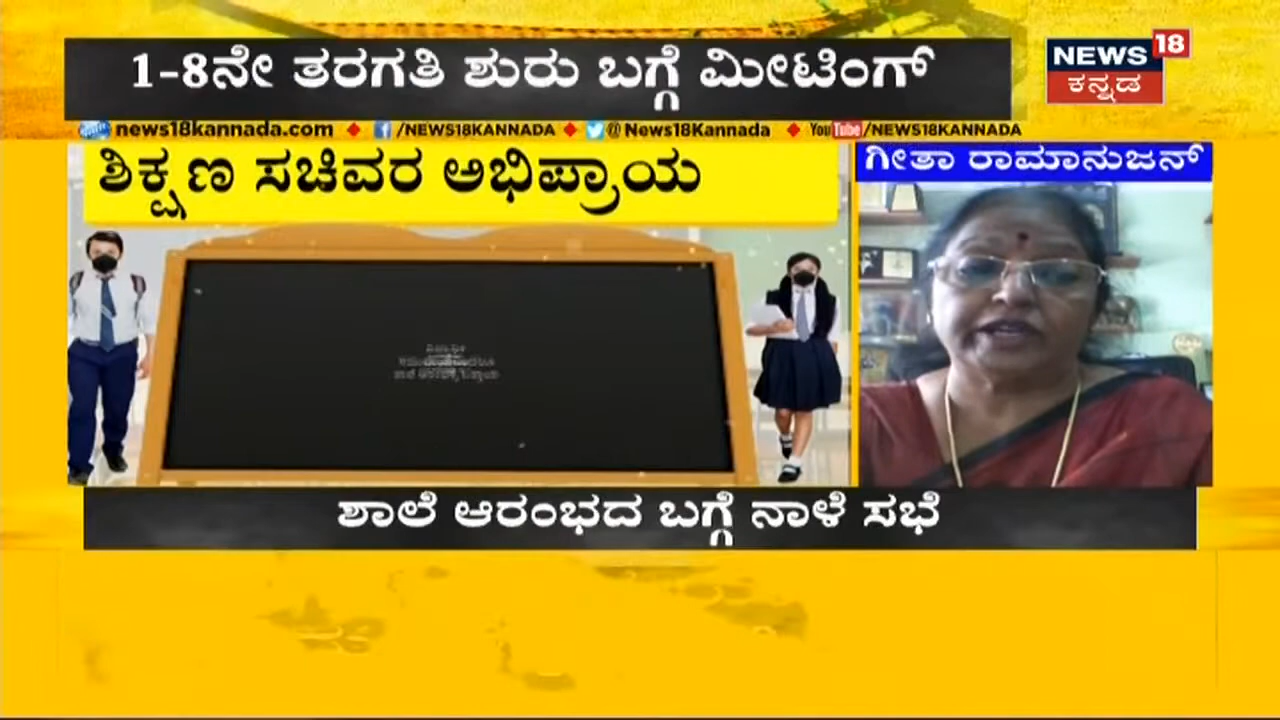 1-8ನೇ ತರಗತಿ ಶುರು ಬಗ್ಗೆ ಮೀಟಿಂಗ್
NEWS 18
ಕನ್ನಡ
news18kannada.com /NEWS18KANNADA @News18Kannada YouTube/NEWS18KANNADA
ಶಿಕ್ಷಣ ಸಚಿವರ ಅಭಿಪ್ರಾಯ
ಗೀತಾ ರಾಮಾನುಜನ್
ಶಾಲೆ ಆರಂಭದ ಬಗ್ಗೆ ನಾಳೆ ಸಭೆ